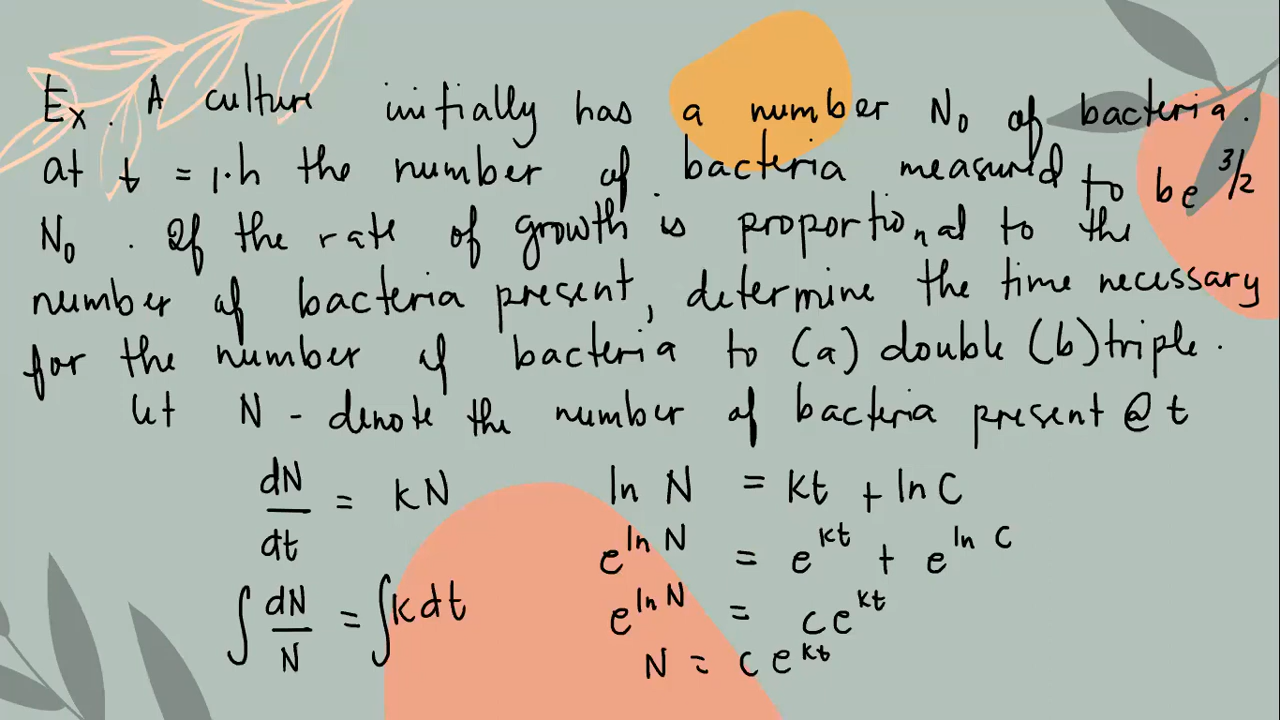 Ex. A culture initially has a number N₀ of bacteria.
at t = 1·h the number of bacteria measured to be 3/2
N₀. If the rate of growth is proportional to the
number of bacteria present, determine the time necessary
for the number of bacteria to (a) double (b) triple.
let N - denote the number of bacteria present @ t
dN/dt = kN
∫ dN/N = ∫ k dt
ln N = kt + ln C
e^(ln N) = e^(kt) + e^(ln C)
e^(ln N) = ce^(kt)
N = ce^(kt)